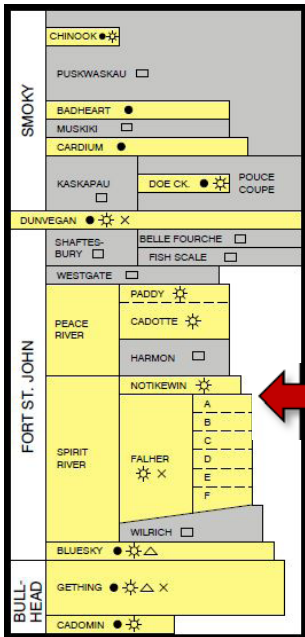 SMOKY
CHINOOK
PUSKWASKAU
BADHEART
MUSKIKI
CARDIUM
KASKAPAU
DOE CK.
POUCE
COUPE
DUNVEGAN
FORT ST. JOHN
SHAFTES-
BURY
BELLE FOURCHE
FISH SCALE
WESTGATE
PEACE
RIVER
PADDY
CADOTTE
HARMON
SPIRIT
RIVER
NOTIKEWIN
FALHER
A
B
C
D
E
F
WILRICH
BLUESKY
BULL-
HEAD
GETHING
CADOMIN